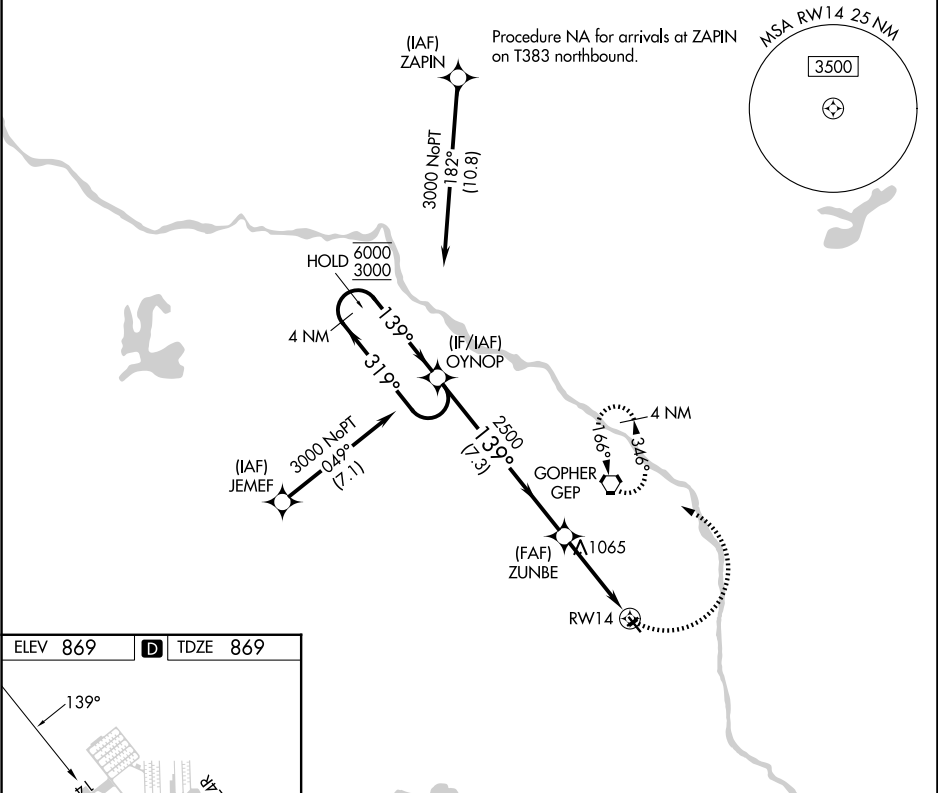 (IAF)
ZAPIN
Procedure NA for arrivals at ZAPIN
on T383 northbound.
MSA RW14 25 NM
3500
3000 NoPT
182°
(10.8)
HOLD
6000
3000
4 NM
139°
319°
(IF/IAF)
OYNOP
3000 NoPT
049°
(7.1)
(IAF)
JEMEF
2500
139°
(7.3)
4 NM
166°
346°
GOPHER
GEP
(FAF)
ZUNBE
1065
RW14
ELEV 869
D
TDZE 869
139°
14